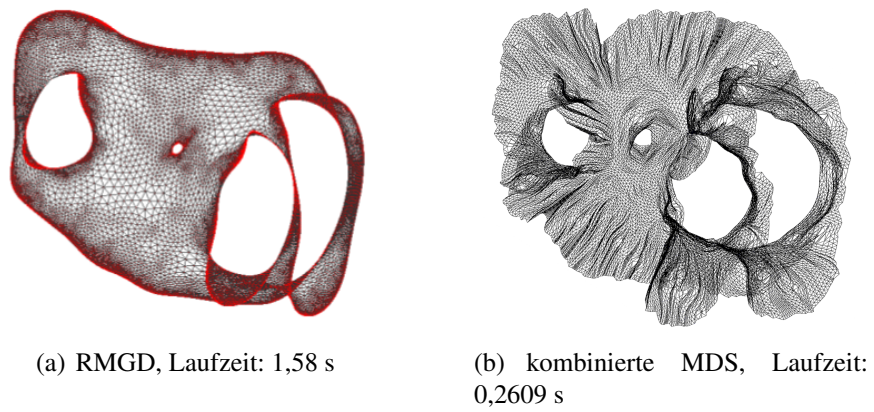 (a) RMGD, Laufzeit: 1,58 s
(b) kombinierte MDS, Laufzeit:
0,2609 s